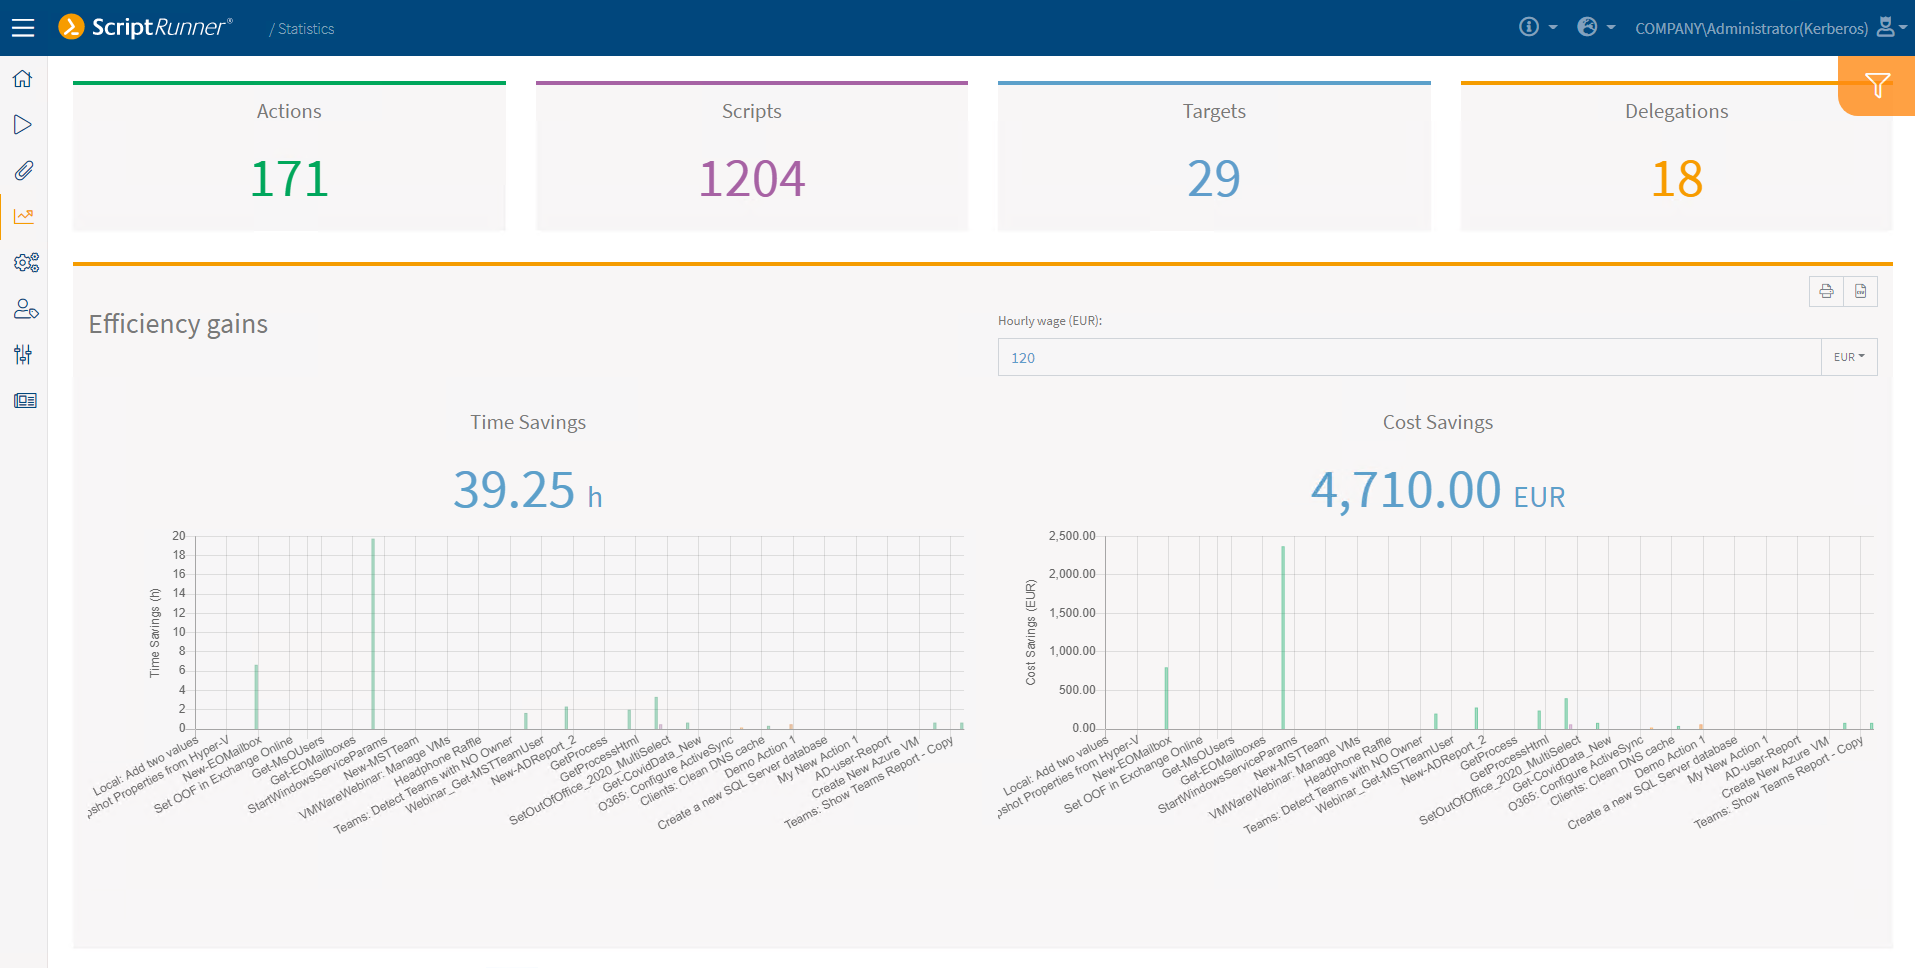 ScriptRunner®
/ Statistics
COMPANY\Administrator(Kerberos)
Actions
171
Scripts
1204
Targets
29
Delegations
18
Efficiency gains
Hourly wage (EUR):
120
EUR
Time Savings
39.25 h
Time Savings (h)
20
18
16
14
12
10
8
6
4
2
0
Local: Add two values
pshot Properties from Hyper-V
New-EOMailbox
Set OOF in Exchange Online
Get-MsOUsers
Get-EOMailboxes
StartWindowsServiceParams
New-MSTTeam
VMWareWebinar: Manage VMs
Headphone Raffle
Teams: Detect Teams with NO Owner
Webinar_Get-MSTTeamUser
New-ADReport_2
GetProcess
GetProcessHtml
SetOutOfOffice_2020_MultiSelect
Get-CovidData_New
O365: Configure ActiveSync
Clients: Clean DNS cache
Demo Action 1
Create a new SQL Server database
My New Action 1
AD-user-Report
Create New Azure VM
Teams: Show Teams Report - Copy
Cost Savings
4,710.00 EUR
Cost Savings (EUR)
2,500.00
2,000.00
1,500.00
1,000.00
500.00
0.00
Local: Add two values
pshot Properties from Hyper-V
New-EOMailbox
Set OOF in Exchange Online
Get-MsOUsers
Get-EOMailboxes
StartWindowsServiceParams
New-MSTTeam
VMWareWebinar: Manage VMs
Headphone Raffle
Teams: Detect Teams with NO Owner
Webinar_Get-MSTTeamUser
New-ADReport_2
GetProcess
GetProcessHtml
SetOutOfOffice_2020_MultiSelect
Get-CovidData_New
O365: Configure ActiveSync
Clients: Clean DNS cache
Demo Action 1
Create a new SQL Server database
My New Action 1
AD-user-Report
Create New Azure VM
Teams: Show Teams Report - Copy